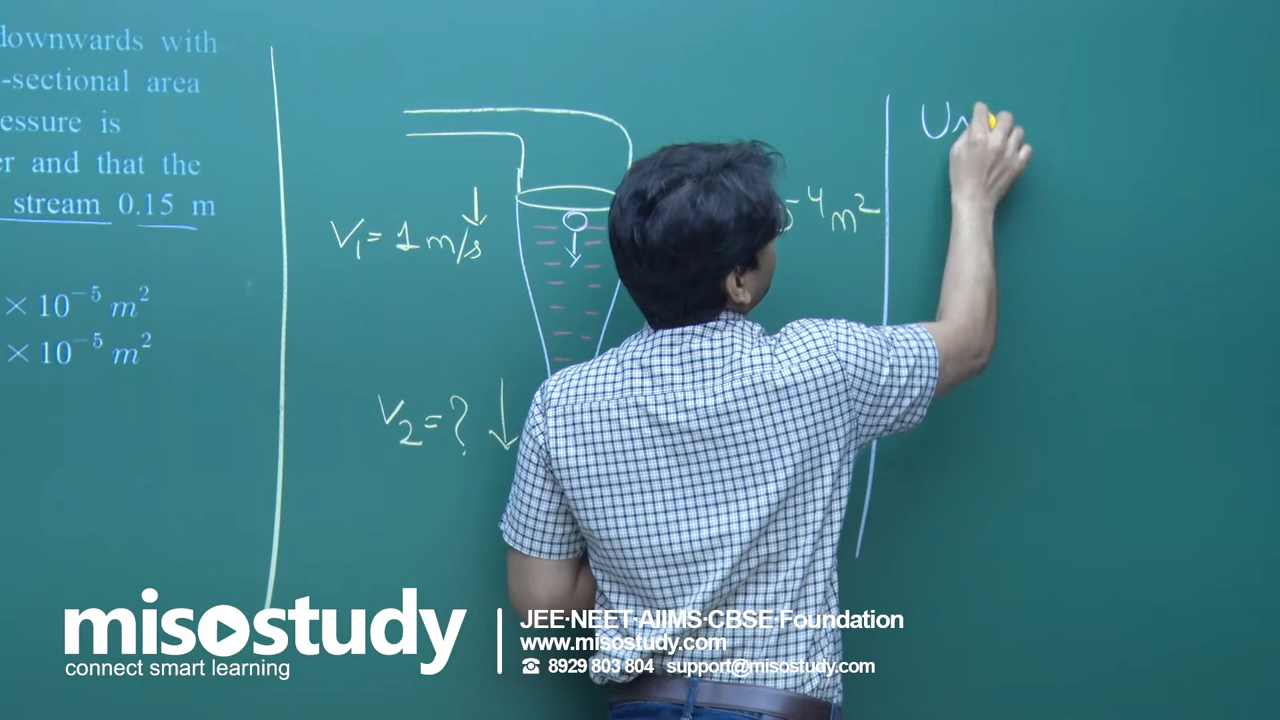 downwards with
-sectional area
essure is
er and that the
stream 0.15 m
× 10⁻⁵ m²
× 10⁻⁵ m²
V₁ = 1 m/s
⁻⁴ m²
V₂ = ?
misostudy
connect smart learning
JEE·NEET·AIIMS·CBSE·Foundation
www.misostudy.com
☎ 8929 803 804 support@misostudy.com